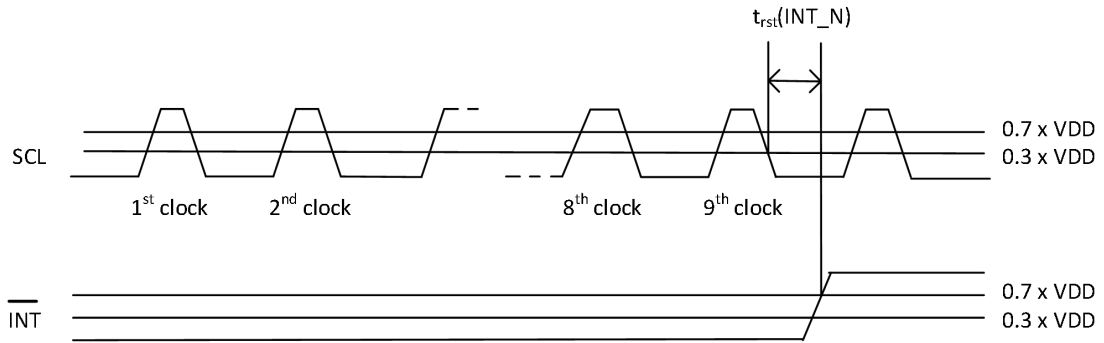 t_rst(INT_N)
0.7 x VDD
SCL
0.3 x VDD
1st clock 2nd clock 8th clock 9th clock
0.7 x VDD
INT
0.3 x VDD